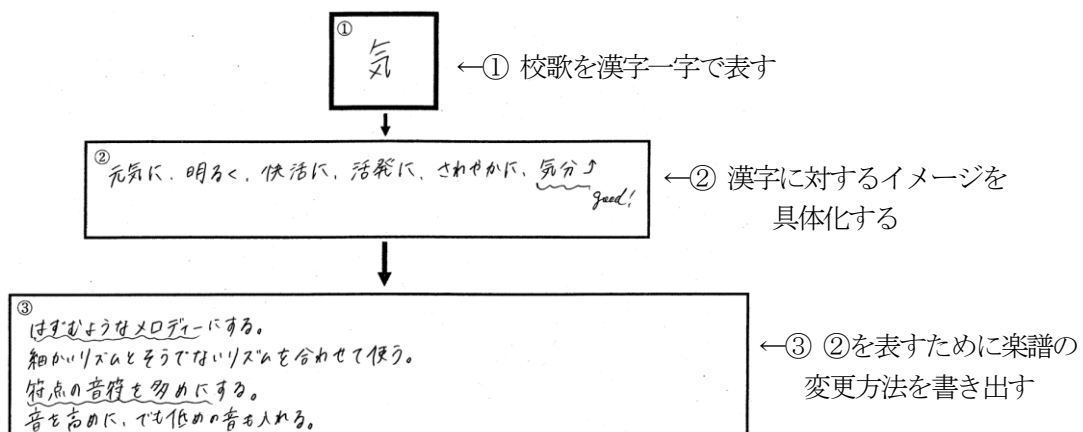 ①
気
←① 校歌を漢字一字で表す
②
元気に、明るく、快活に、活発に、さわやかに、気分⤴
good!
←② 漢字に対するイメージを
具体化する
③
はずむようなメロディーにする。
細かいリズムとそうでないリズムを合わせて使う。
符点の音符を多めにする。
音を高めに、でも低めの音も入れる。
←③ ②を表すために楽譜の
変更方法を書き出す